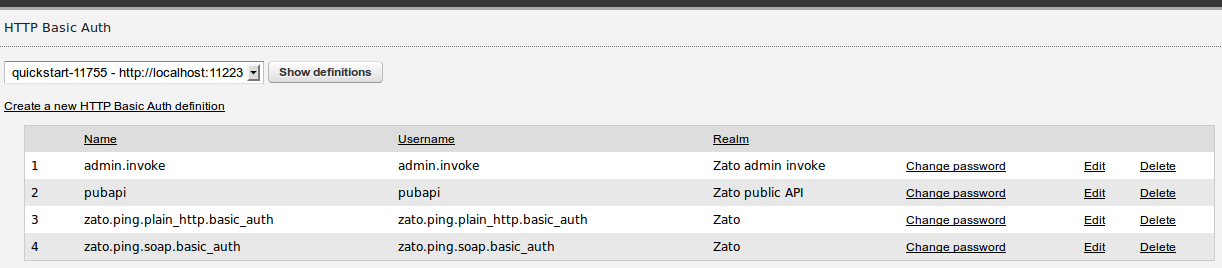 HTTP Basic Auth
quickstart-11755 - http://localhost:11223 Show definitions
Create a new HTTP Basic Auth definition
Name Username Realm
1 admin.invoke admin.invoke Zato admin invoke Change password Edit Delete
2 pubapi pubapi Zato public API Change password Edit Delete
3 zato.ping.plain_http.basic_auth zato.ping.plain_http.basic_auth Zato Change password Edit Delete
4 zato.ping.soap.basic_auth zato.ping.soap.basic_auth Zato Change password Edit Delete